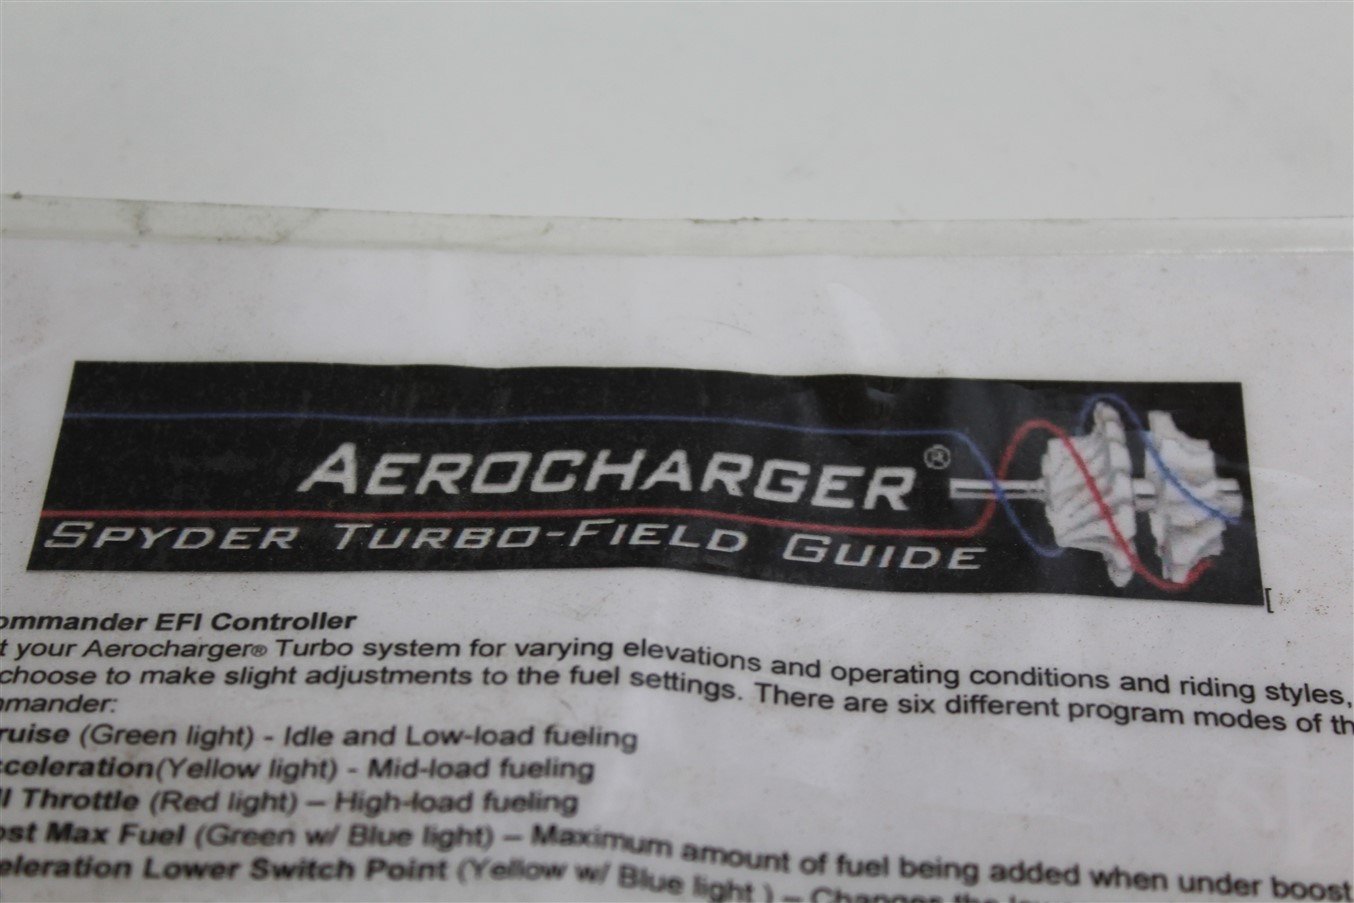 AEROCHARGER®
SPYDER TURBO-FIELD GUIDE
[
ommander EFI Controller
t your Aerocharger® Turbo system for varying elevations and operating conditions and riding styles,
choose to make slight adjustments to the fuel settings. There are six different program modes of th
mmander:
ruise (Green light) - Idle and Low-load fueling
cceleration(Yellow light) - Mid-load fueling
ll Throttle (Red light) – High-load fueling
ost Max Fuel (Green w/ Blue light) – Maximum amount of fuel being added when under boost
eleration Lower Switch Point (Yellow w/ Blue light ) – Changes the